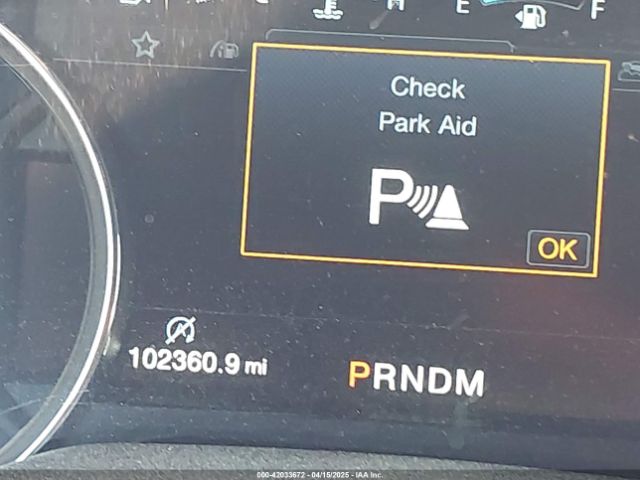 H E F
Check
Park Aid
P
OK
102360.9 mi
PRNDM
000-42033672 - 04/15/2025 - IAA Inc.